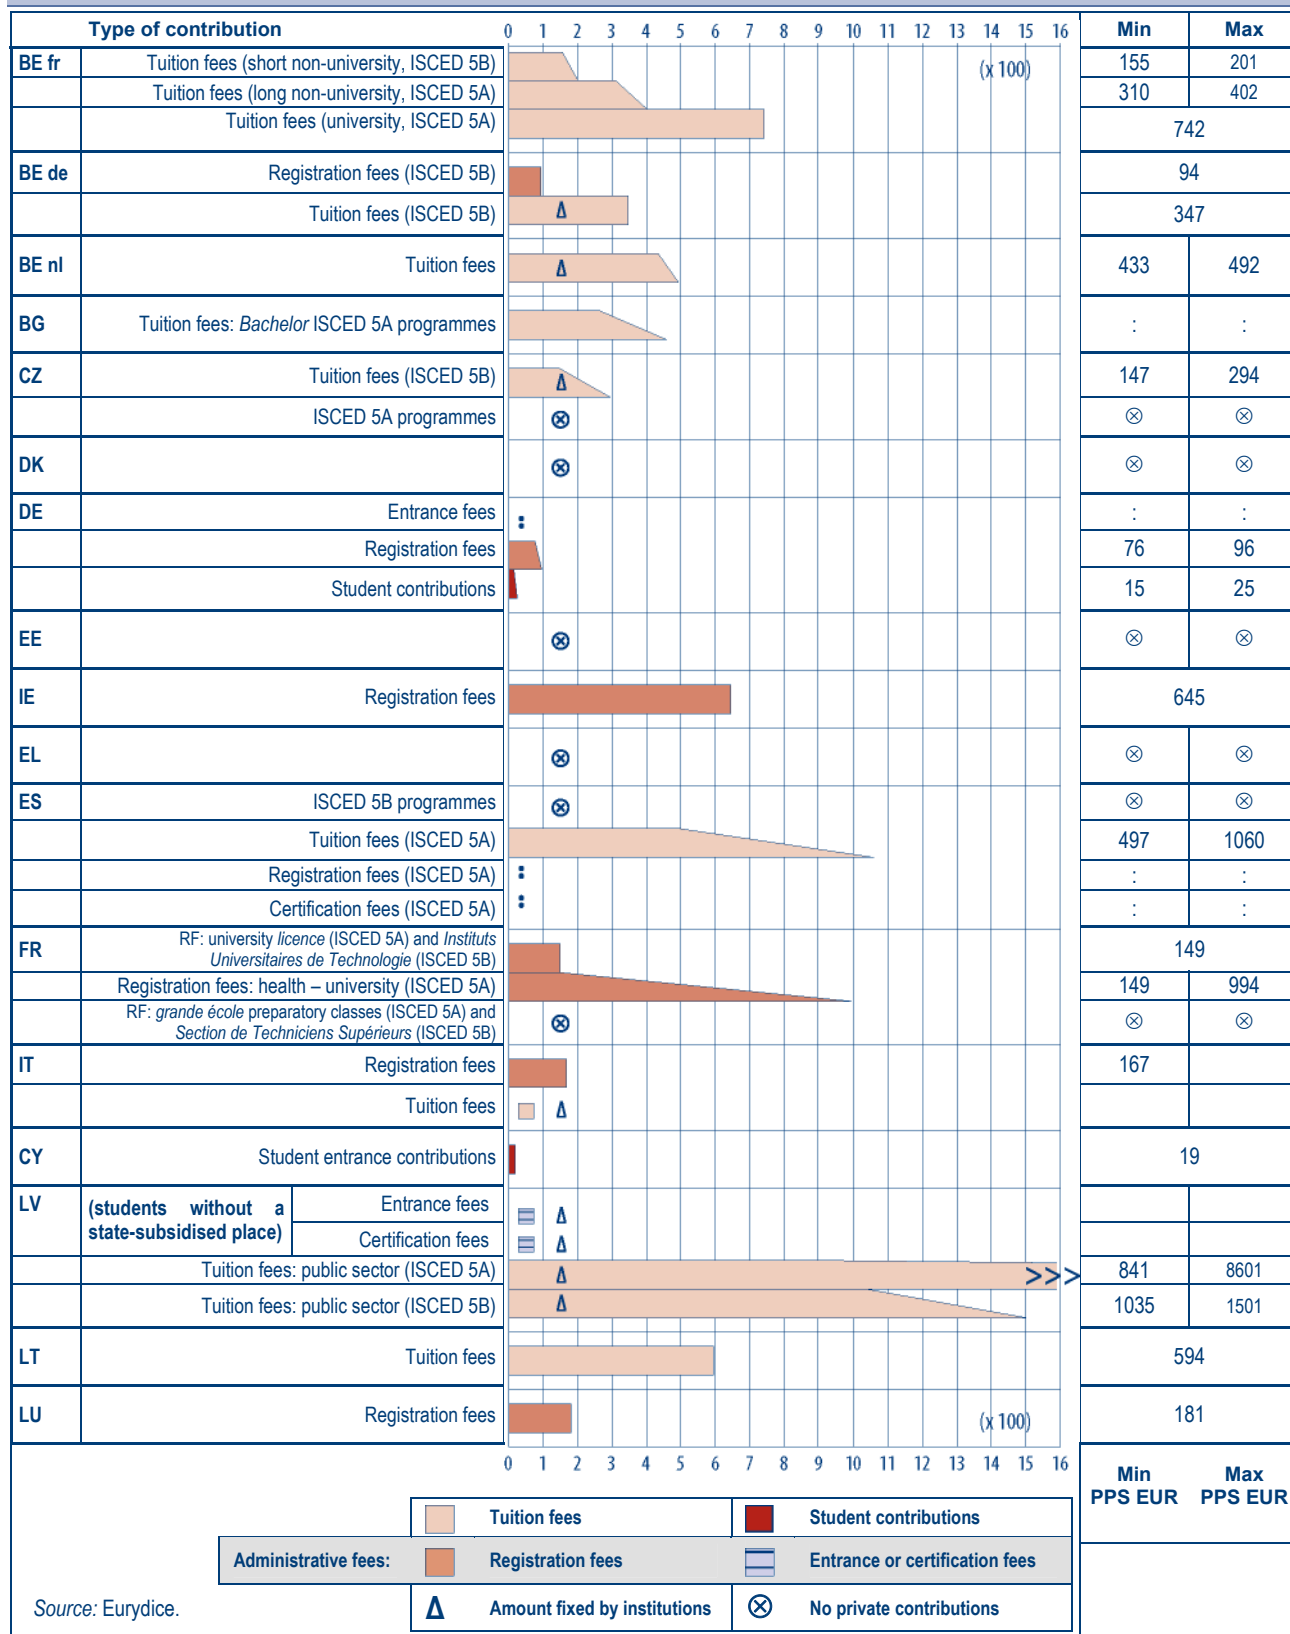 Type of contribution 0 1 2 3 4 5 6 7 8 9 10 11 12 13 14 15 16 Min Max
BE fr Tuition fees (short non-university, ISCED 5B) (x 100) 155 201
Tuition fees (long non-university, ISCED 5A) 310 402
Tuition fees (university, ISCED 5A) 742
BE de Registration fees (ISCED 5B) 94
Tuition fees (ISCED 5B) Δ 347
BE nl Tuition fees Δ 433 492
BG Tuition fees: Bachelor ISCED 5A programmes : :
CZ Tuition fees (ISCED 5B) Δ 147 294
ISCED 5A programmes ⊗ ⊗ ⊗
DK ⊗ ⊗ ⊗
DE Entrance fees : : :
Registration fees 76 96
Student contributions 15 25
EE ⊗ ⊗ ⊗
IE Registration fees 645
EL ⊗ ⊗ ⊗
ES ISCED 5B programmes ⊗ ⊗ ⊗
Tuition fees (ISCED 5A) 497 1060
Registration fees (ISCED 5A) : : :
Certification fees (ISCED 5A) : : :
FR RF: university licence (ISCED 5A) and Instituts
Universitaires de Technologie (ISCED 5B) 149
Registration fees: health – university (ISCED 5A) 149 994
RF: grande école preparatory classes (ISCED 5A) and
Section de Techniciens Supérieurs (ISCED 5B) ⊗ ⊗ ⊗
IT Registration fees 167
Tuition fees Δ
CY Student entrance contributions 19
LV (students without a
state-subsidised place) Entrance fees Δ
Certification fees Δ
Tuition fees: public sector (ISCED 5A) Δ >>> 841 8601
Tuition fees: public sector (ISCED 5B) Δ 1035 1501
LT Tuition fees 594
LU Registration fees (x 100) 181
0 1 2 3 4 5 6 7 8 9 10 11 12 13 14 15 16 Min Max
PPS EUR PPS EUR
Tuition fees Student contributions
Administrative fees: Registration fees Entrance or certification fees
Source: Eurydice. Δ Amount fixed by institutions ⊗ No private contributions